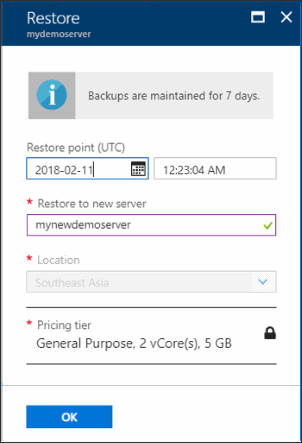 Restore
mydemoserver
Backups are maintained for 7 days.
Restore point (UTC)
2018-02-11 12:23:04 AM
* Restore to new server
mynewdemoserver
* Location
Southeast Asia
* Pricing tier
General Purpose, 2 vCore(s), 5 GB
OK